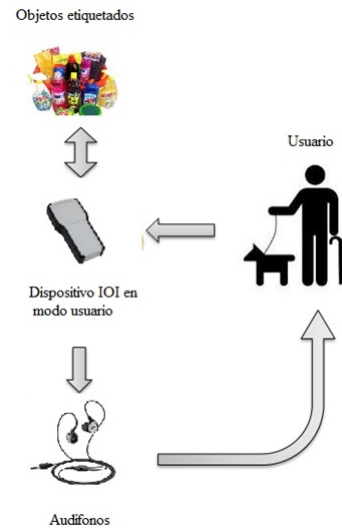 Objetos etiquetados
Usuario
Dispositivo IOI en
modo usuario
Audífonos